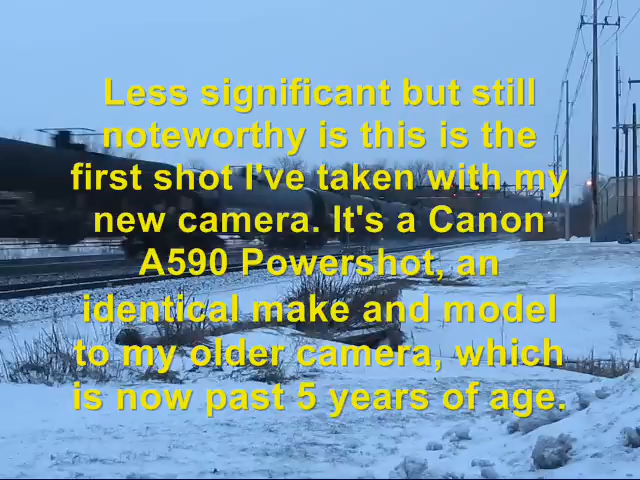 Less significant but still
noteworthy is this is the
first shot I've taken with my
new camera. It's a Canon
A590 Powershot, an
identical make and model
to my older camera, which
is now past 5 years of age.